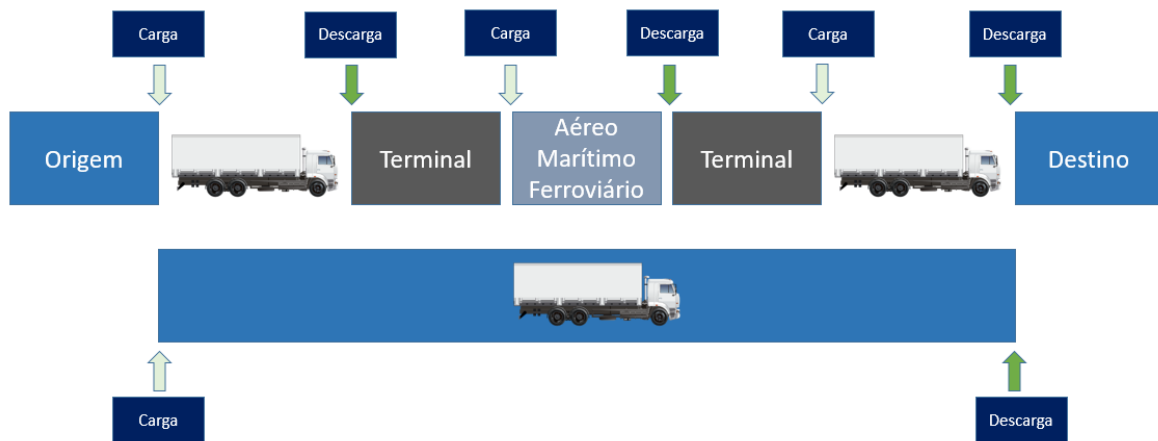 Carga
Descarga
Carga
Descarga
Carga
Descarga
Origem
Terminal
Aéreo
Marítimo
Ferroviário
Terminal
Destino
Carga
Descarga